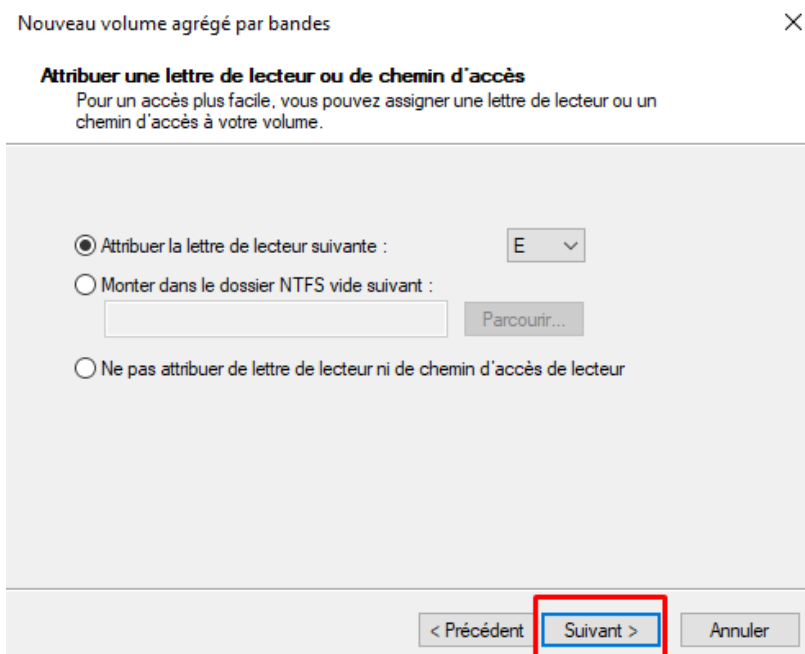 Nouveau volume agrégé par bandes
Attribuer une lettre de lecteur ou de chemin d'accès
Pour un accès plus facile, vous pouvez assigner une lettre de lecteur ou un
chemin d'accès à votre volume.
Attribuer la lettre de lecteur suivante : E
Monter dans le dossier NTFS vide suivant :
Parcourir...
Ne pas attribuer de lettre de lecteur ni de chemin d'accès de lecteur
< Précédent Suivant > Annuler